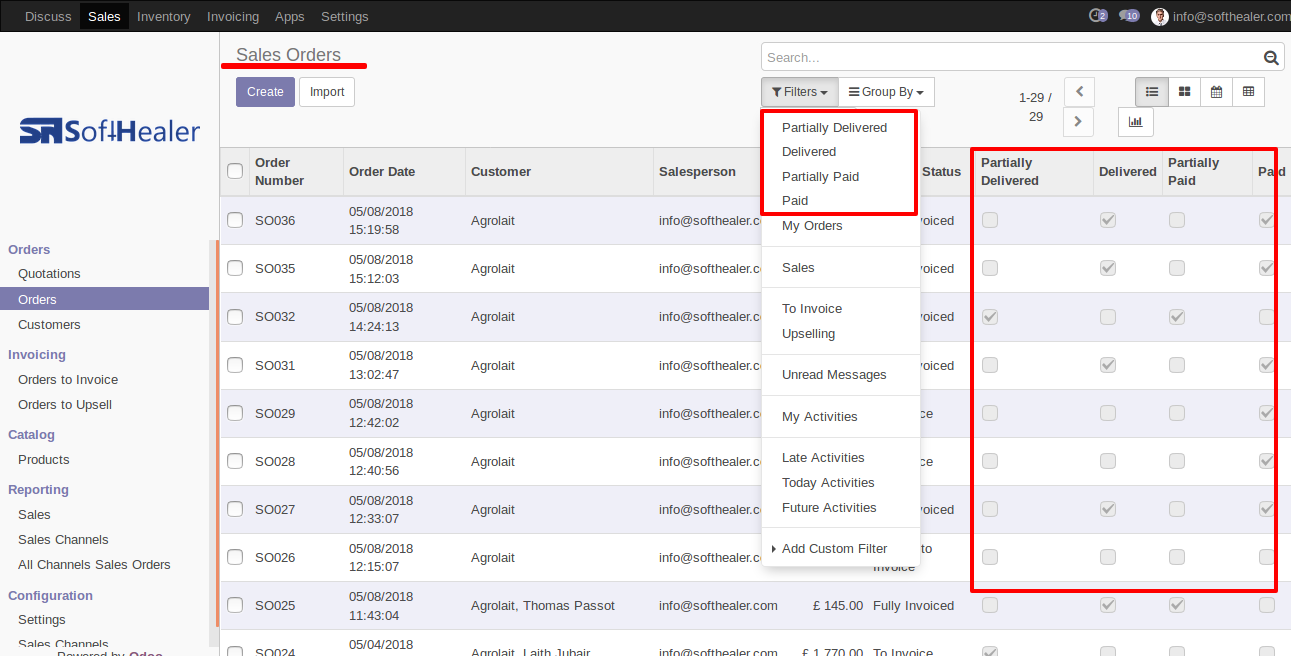 Discuss Sales Inventory Invoicing Apps Settings 2 10 info@softhealer.com
Sales Orders
Search...
Create Import
Filters Group By
1-29 /
29
SoftHealer
Partially Delivered
Delivered
Partially Paid
Paid
My Orders
Sales
To Invoice
Upselling
Unread Messages
My Activities
Late Activities
Today Activities
Future Activities
Add Custom Filter
Order
Number
Order Date
Customer
Salesperson
Status
Partially
Delivered
Delivered
Partially
Paid
Paid
SO036 05/08/2018
15:19:58
Agrolait info@softhealer.co voiced
SO035 05/08/2018
15:12:03
Agrolait info@softhealer.co voiced
SO032 05/08/2018
14:24:13
Agrolait info@softhealer.co voiced
SO031 05/08/2018
13:02:47
Agrolait info@softhealer.co voiced
SO029 05/08/2018
12:42:02
Agrolait info@softhealer.co ce
SO028 05/08/2018
12:40:56
Agrolait info@softhealer.co ce
SO027 05/08/2018
12:33:07
Agrolait info@softhealer.co voiced
SO026 05/08/2018
12:15:07
Agrolait info@softhealer.co to
Invoice
SO025 05/08/2018
11:43:04
Agrolait, Thomas Passot info@softhealer.com £ 145.00 Fully Invoiced
SO024 05/04/2018
Agrolait, Laith Jubair info@softhealer.com £ 1,770.00 To Invoice
Orders
Quotations
Orders
Customers
Invoicing
Orders to Invoice
Orders to Upsell
Catalog
Products
Reporting
Sales
Sales Channels
All Channels Sales Orders
Configuration
Settings
Sales Channels
Powered by Odoo